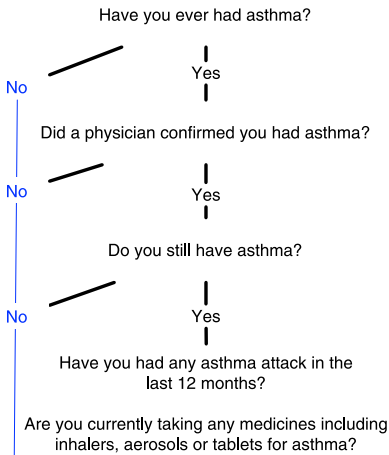 Have you ever had asthma?
Yes
No
Did a physician confirmed you had asthma?
No
Yes
Do you still have asthma?
No
Yes
Have you had any asthma attack in the
last 12 months?
Are you currently taking any medicines including
inhalers, aerosols or tablets for asthma?